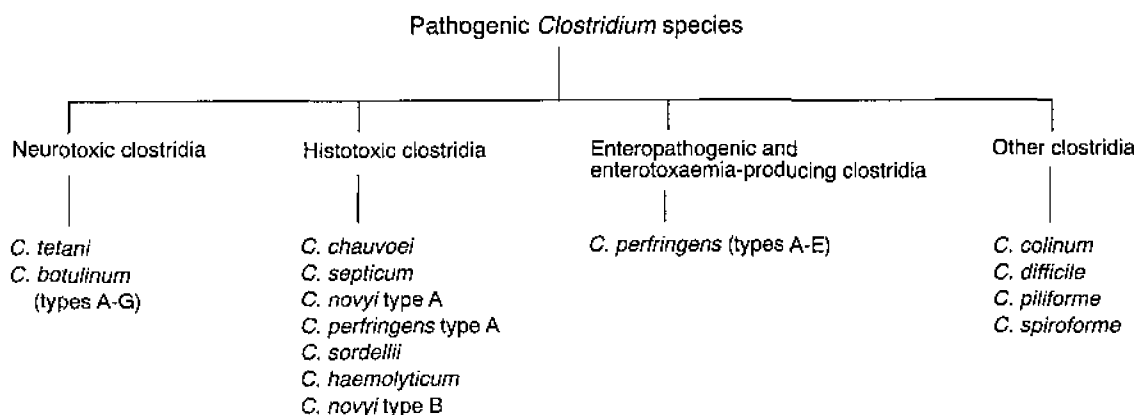 Pathogenic Clostridium species
Neurotoxic clostridia
C. tetani
C. botulinum
(types A-G)
Histotoxic clostridia
C. chauvoei
C. septicum
C. novyi type A
C. perfringens type A
C. sordellii
C. haemolyticum
C. novyi type B
Enteropathogenic and
enterotoxaemia-producing clostridia
C. perfringens (types A-E)
Other clostridia
C. colinum
C. difficile
C. piliforme
C. spiroforme